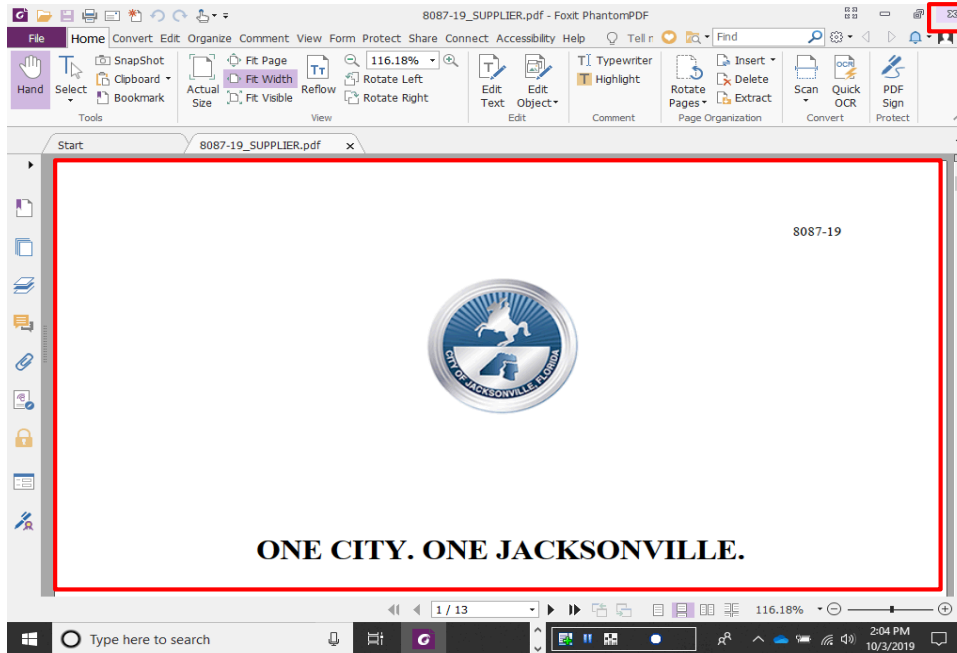 8087-19_SUPPLIER.pdf - Foxit PhantomPDF
File Home Convert Edit Organize Comment View Form Protect Share Connect Accessibility Help Tell Find
Hand
Select
SnapShot
Clipboard
Bookmark
Tools
Actual Size
Fit Page
Fit Width
Fit Visible
Reflow
116.18%
Rotate Left
Rotate Right
View
Edit Text
Edit Object
Edit
Typewriter
Highlight
Comment
Rotate Pages
Insert
Delete
Extract
Page Organization
Scan
Quick OCR
Convert
PDF Sign
Protect
Start 8087-19_SUPPLIER.pdf x
8087-19
CITY OF JACKSONVILLE, FLORIDA
ONE CITY. ONE JACKSONVILLE.
1 / 13 116.18%
Type here to search
2:04 PM
10/3/2019